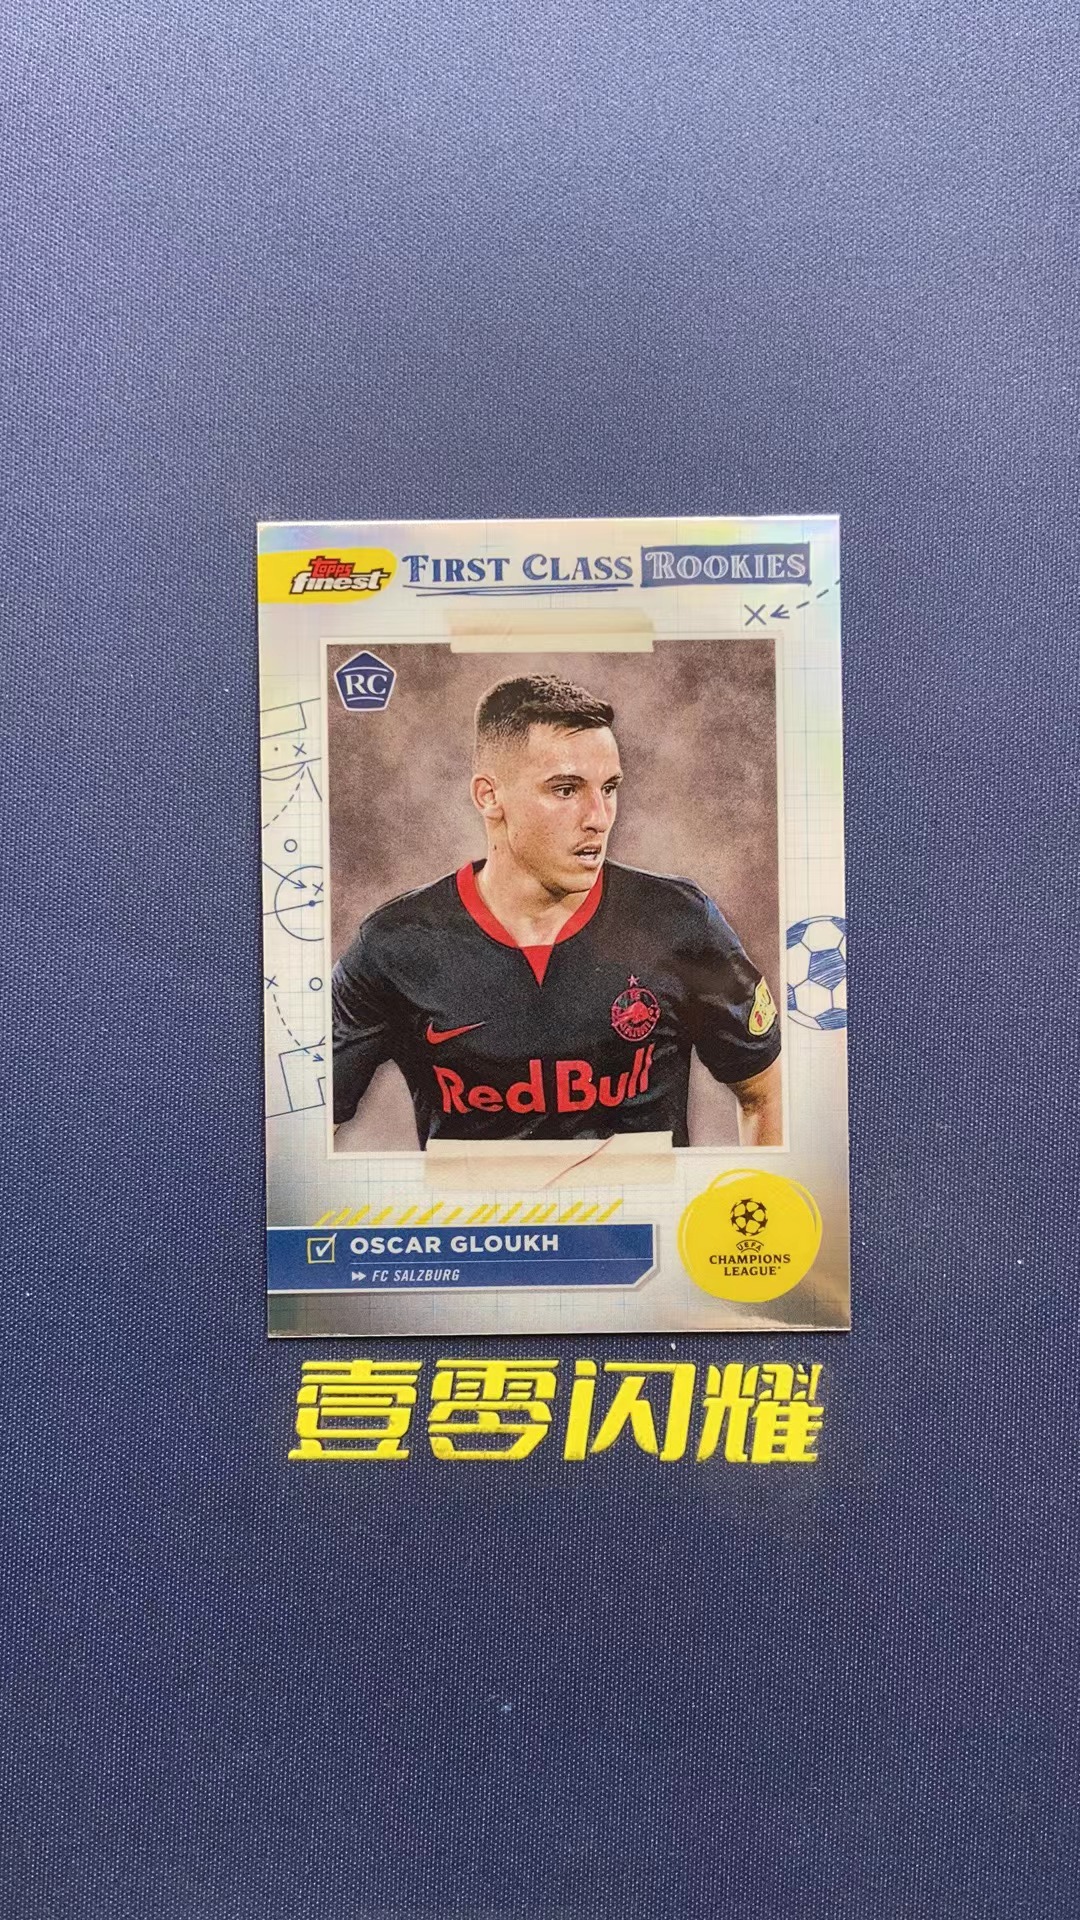 topps finest FIRST CLASS ROOKIES
RC
Red Bull
OSCAR GLOUKH
FC SALZBURG
UEFA
CHAMPIONS
LEAGUE
壹零闪耀